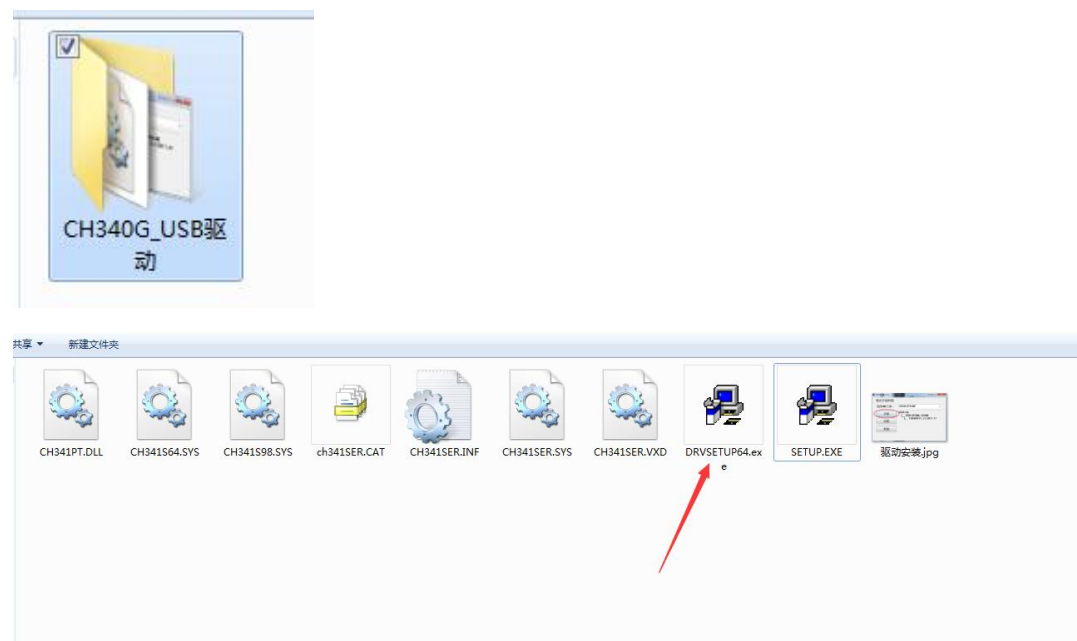 CH340G_USB驱
动
共享 新建文件夹
CH341PT.DLL CH341S64.SYS CH341S98.SYS ch341SER.CAT CH341SER.INF CH341SER.SYS CH341SER.VXD DRVSETUP64.ex SETUP.EXE 驱动安装.jpg
e